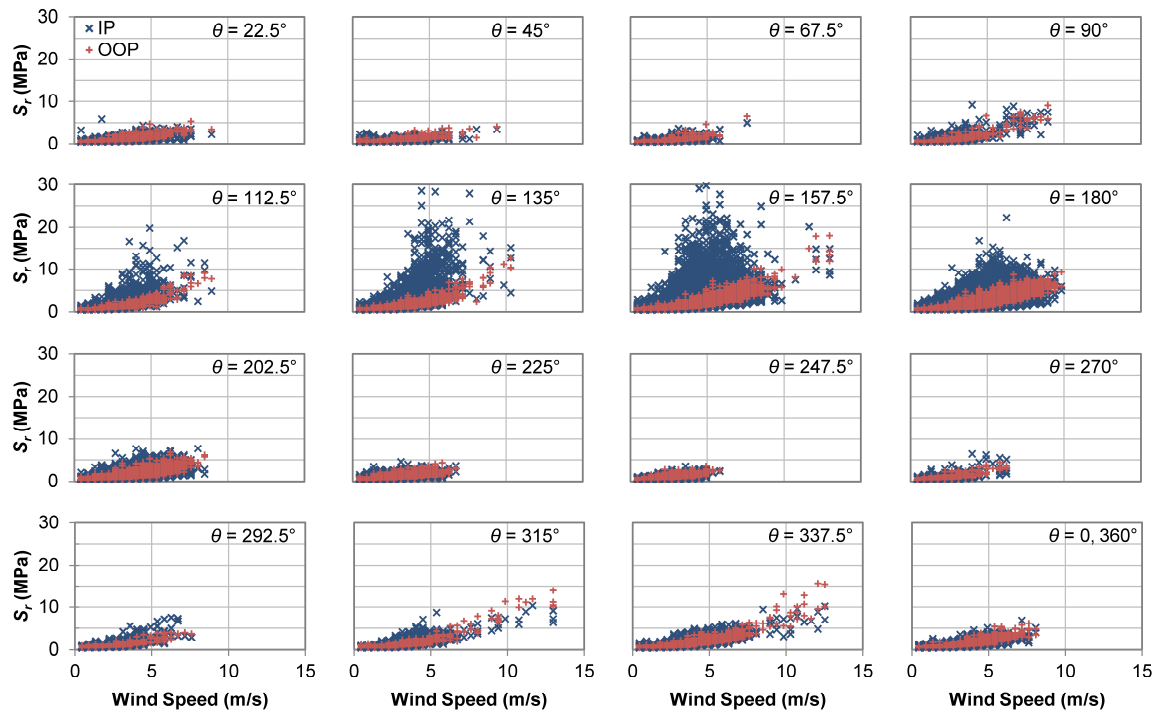 30
20
10
0
Sr (MPa)
IP
OOP
θ = 22.5°
θ = 45°
θ = 67.5°
θ = 90°
30
20
10
0
Sr (MPa)
θ = 112.5°
θ = 135°
θ = 157.5°
θ = 180°
30
20
10
0
Sr (MPa)
θ = 202.5°
θ = 225°
θ = 247.5°
θ = 270°
30
20
10
0
Sr (MPa)
θ = 292.5°
θ = 315°
θ = 337.5°
θ = 0, 360°
0 5 10 15
0 5 10 15
0 5 10 15
0 5 10 15
Wind Speed (m/s)
Wind Speed (m/s)
Wind Speed (m/s)
Wind Speed (m/s)